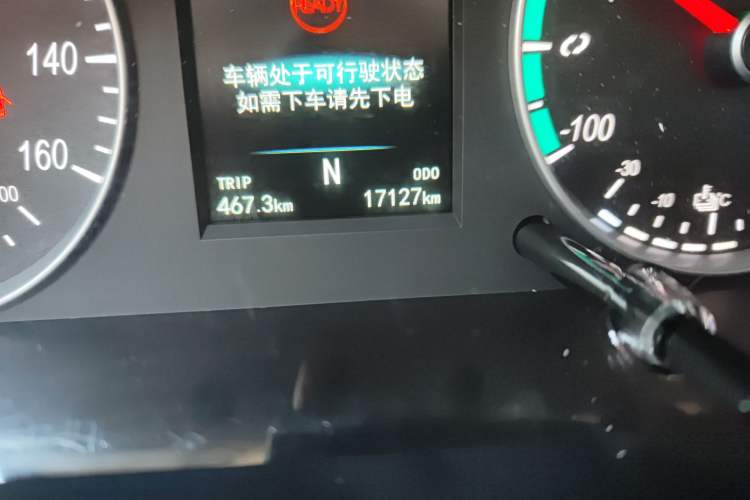 READY
140
车辆处于可行驶状态
如需下车请先下电
160
-100
-30
N
TRIP
ODO
-10
℃
467.3km
17127km